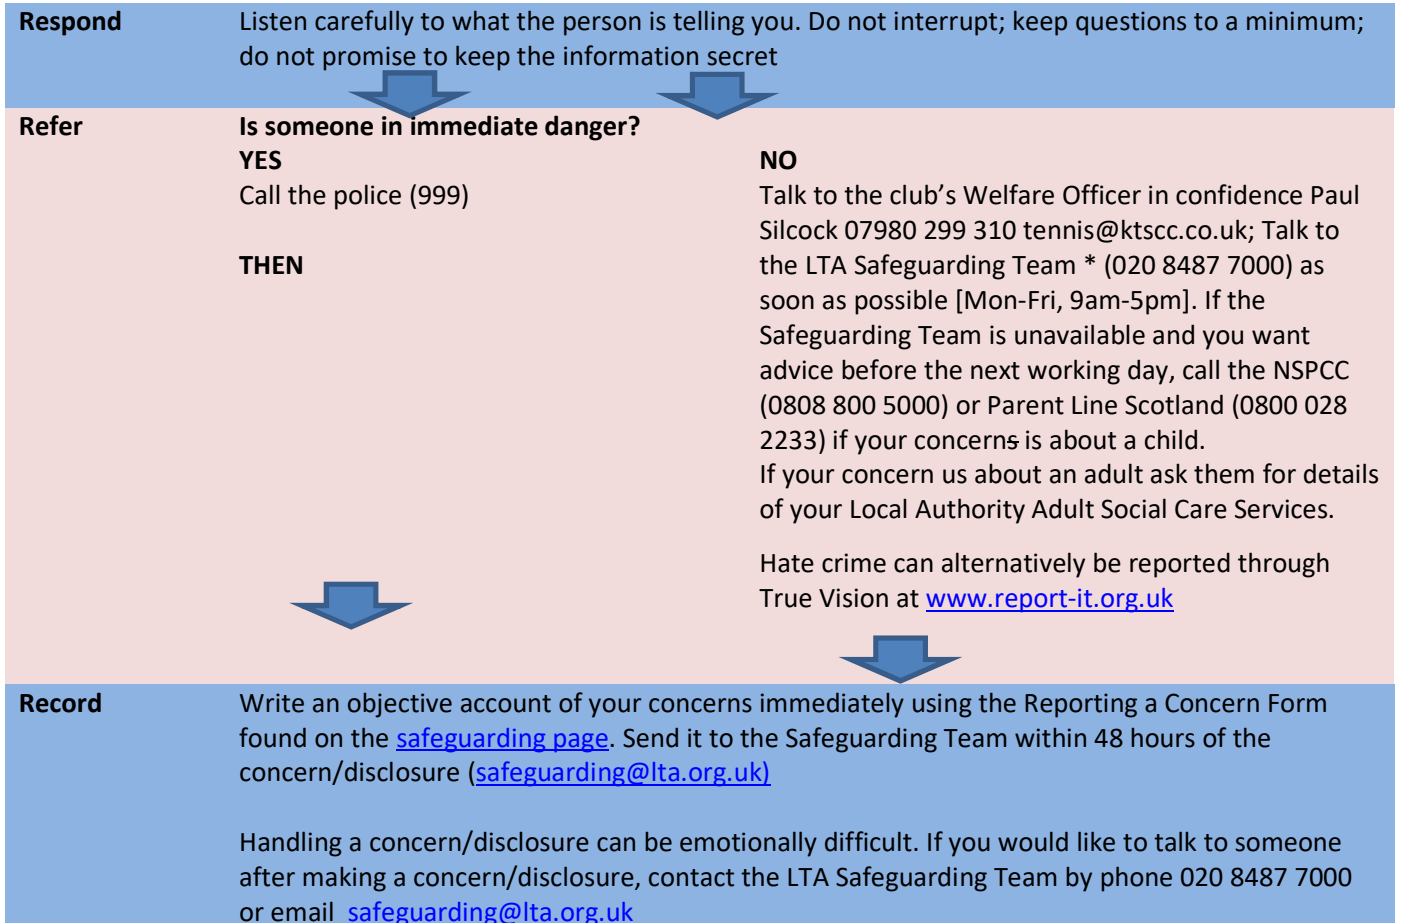 Respond
Listen carefully to what the person is telling you. Do not interrupt; keep questions to a minimum;
do not promise to keep the information secret
Refer
Is someone in immediate danger?
YES
Call the police (999)
THEN
NO
Talk to the club’s Welfare Officer in confidence Paul
Silcock 07980 299 310 tennis@ktscc.co.uk; Talk to
the LTA Safeguarding Team * (020 8487 7000) as
soon as possible [Mon-Fri, 9am-5pm]. If the
Safeguarding Team is unavailable and you want
advice before the next working day, call the NSPCC
(0808 800 5000) or Parent Line Scotland (0800 028
2233) if your concerns is about a child.
If your concern us about an adult ask them for details
of your Local Authority Adult Social Care Services.
Hate crime can alternatively be reported through
True Vision at www.report-it.org.uk
Record
Write an objective account of your concerns immediately using the Reporting a Concern Form
found on the safeguarding page. Send it to the Safeguarding Team within 48 hours of the
concern/disclosure (safeguarding@lta.org.uk)
Handling a concern/disclosure can be emotionally difficult. If you would like to talk to someone
after making a concern/disclosure, contact the LTA Safeguarding Team by phone 020 8487 7000
or email safeguarding@lta.org.uk